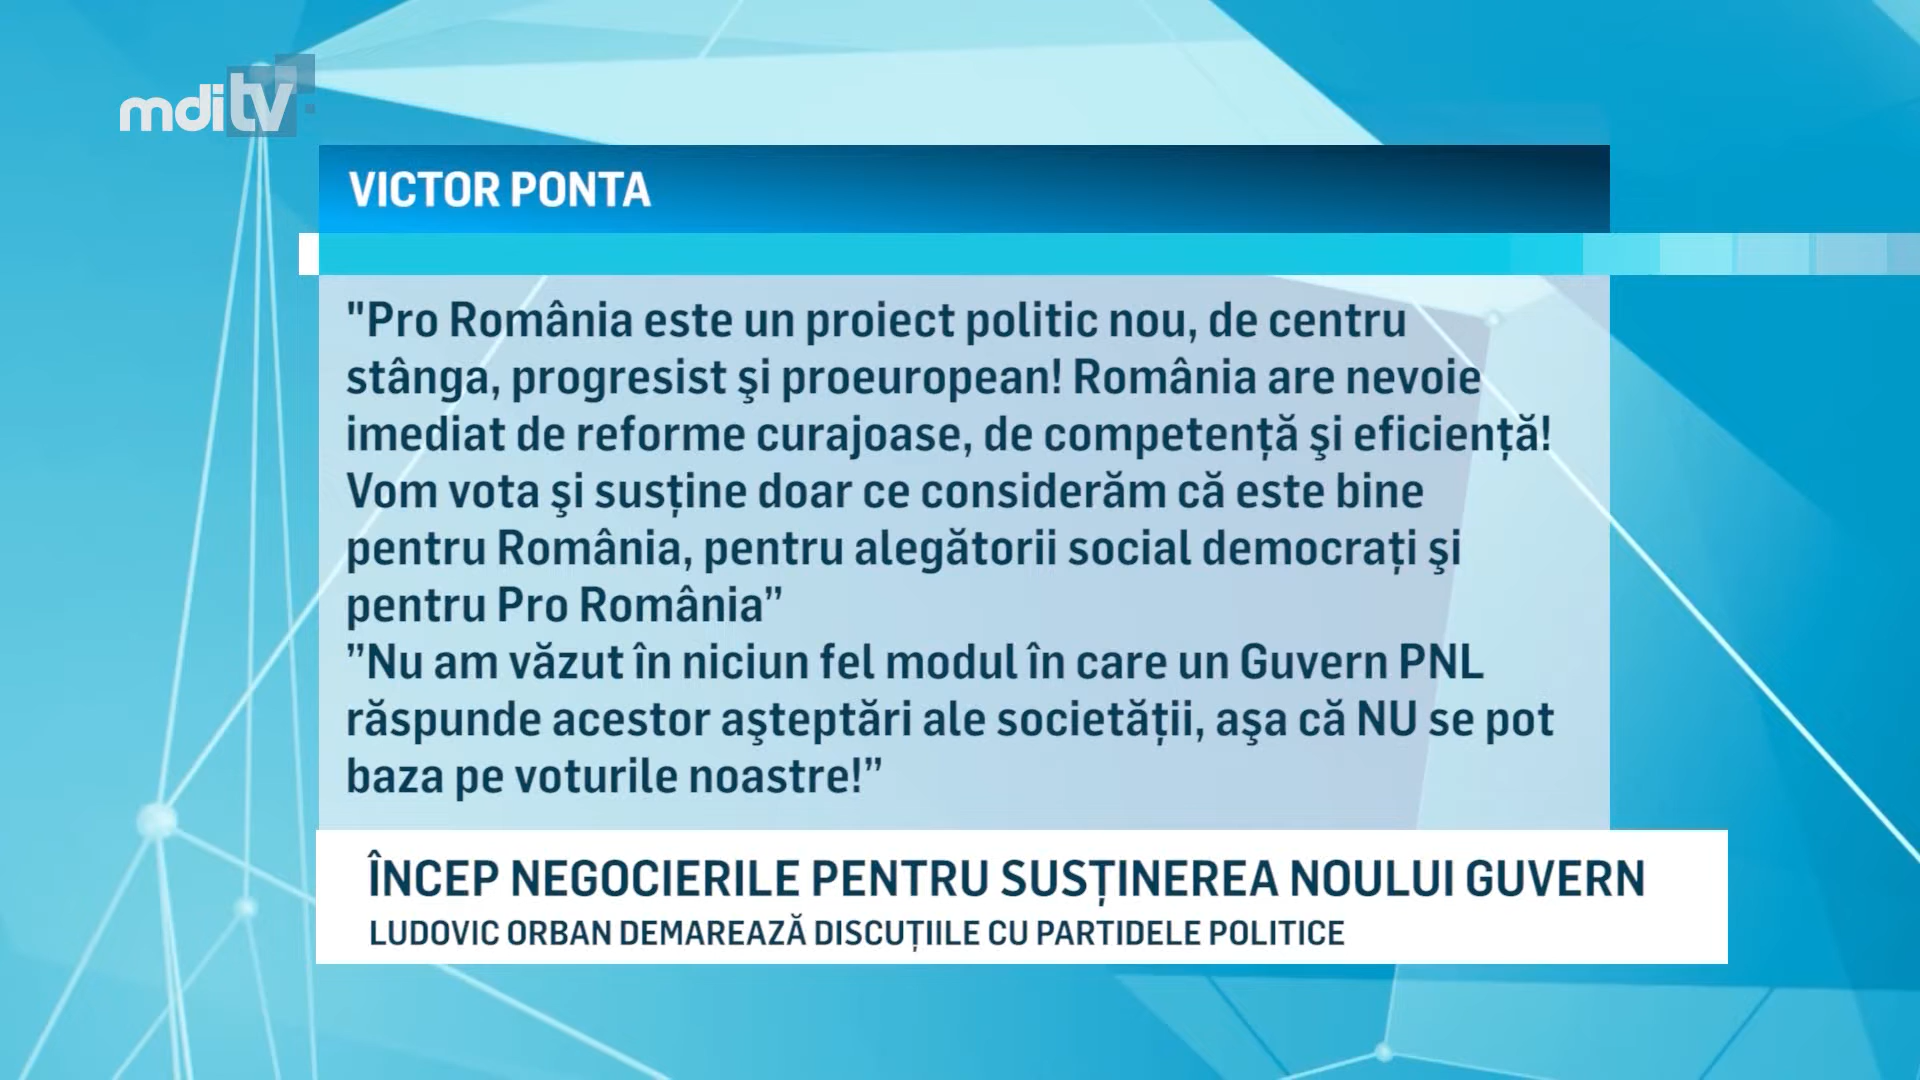 mditv
VICTOR PONTA
"Pro România este un proiect politic nou, de centru
stânga, progresist şi proeuropean! România are nevoie
imediat de reforme curajoase, de competență şi eficiență!
Vom vota şi susține doar ce considerăm că este bine
pentru România, pentru alegătorii social democrați şi
pentru Pro România”
”Nu am văzut în niciun fel modul în care un Guvern PNL
răspunde acestor aşteptări ale societății, aşa că NU se pot
baza pe voturile noastre!”
ÎNCEP NEGOCIERILE PENTRU SUSȚINEREA NOULUI GUVERN
LUDOVIC ORBAN DEMAREAZĂ DISCUȚIILE CU PARTIDELE POLITICE